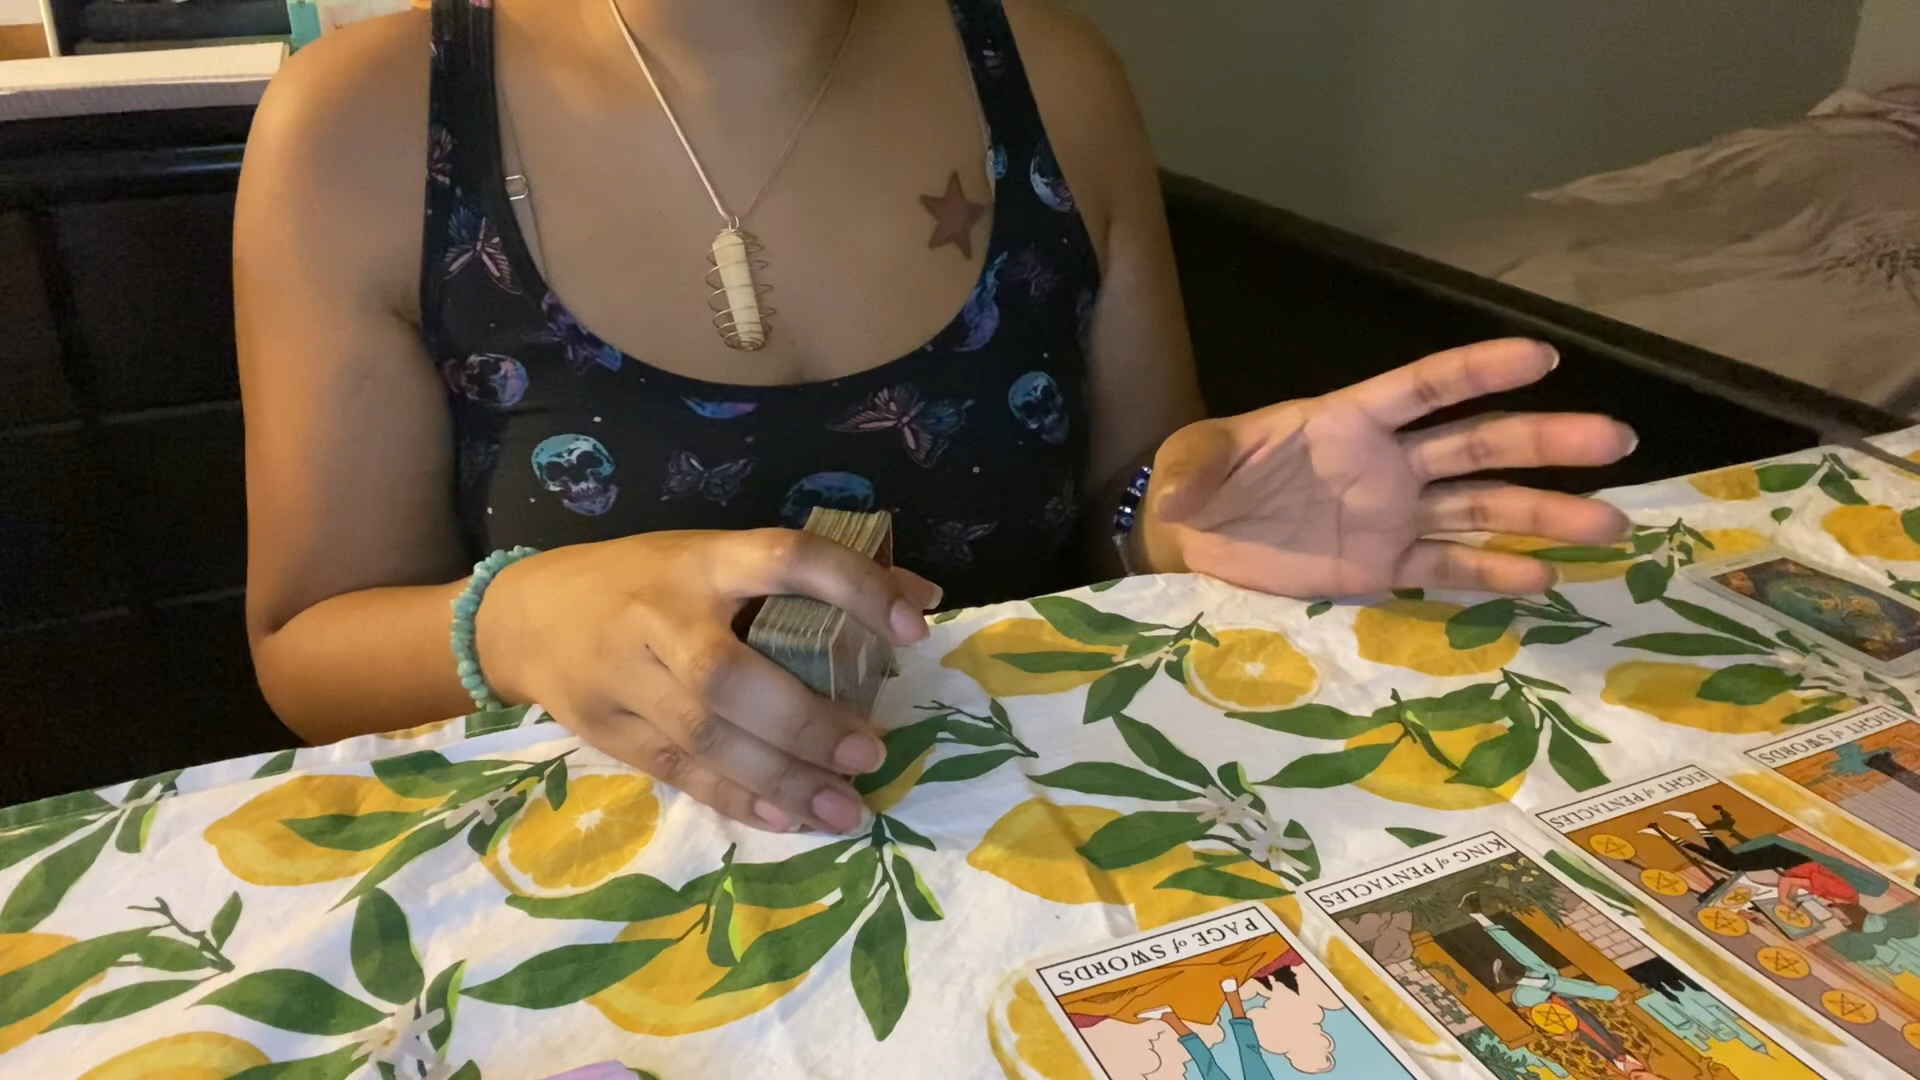 PAGE of SWORDS
KING of PENTACLES
EIGHT of PENTACLES
EIGHT of SWORDS